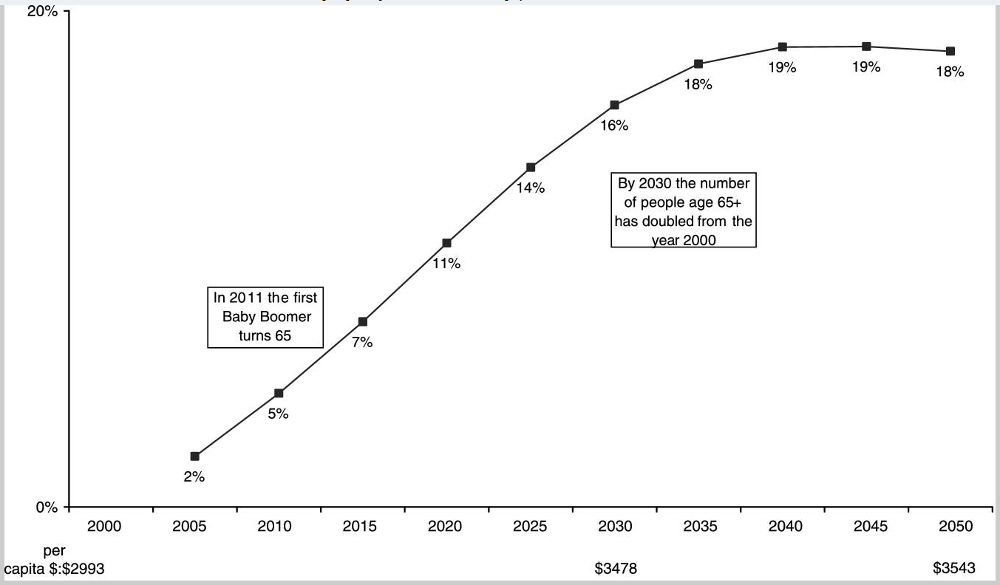 20%
19%
19%
18%
18%
16%
14%
By 2030 the number
of people age 65+
has doubled from the
year 2000
11%
In 2011 the first
Baby Boomer
turns 65
7%
5%
2%
0%
2000 2005 2010 2015 2020 2025 2030 2035 2040 2045 2050
per
capita $:$2993 $3478 $3543